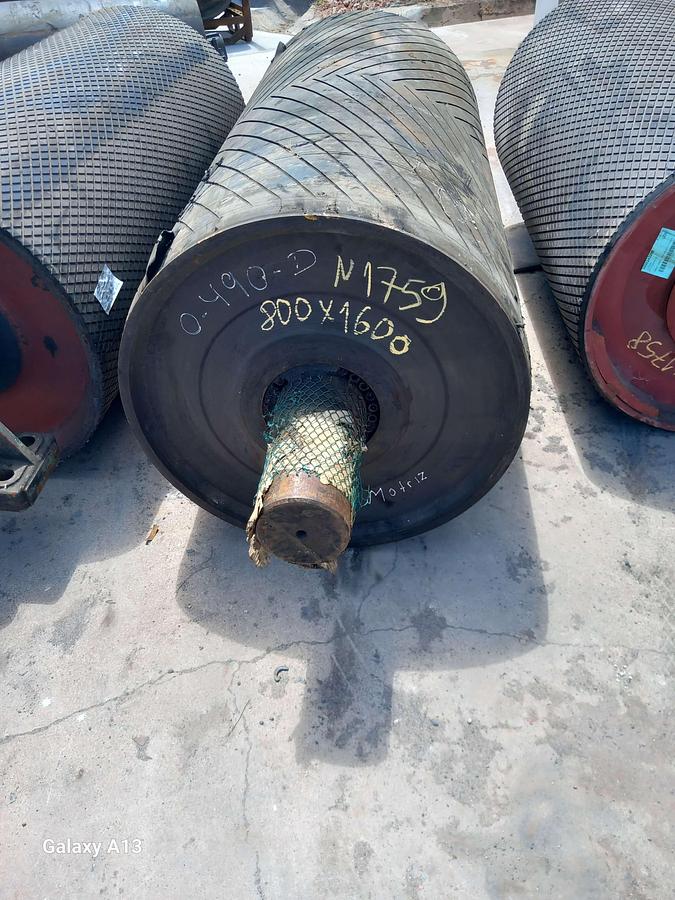 0-490-D
N1759
800X1600
Motriz
1758
Galaxy A13